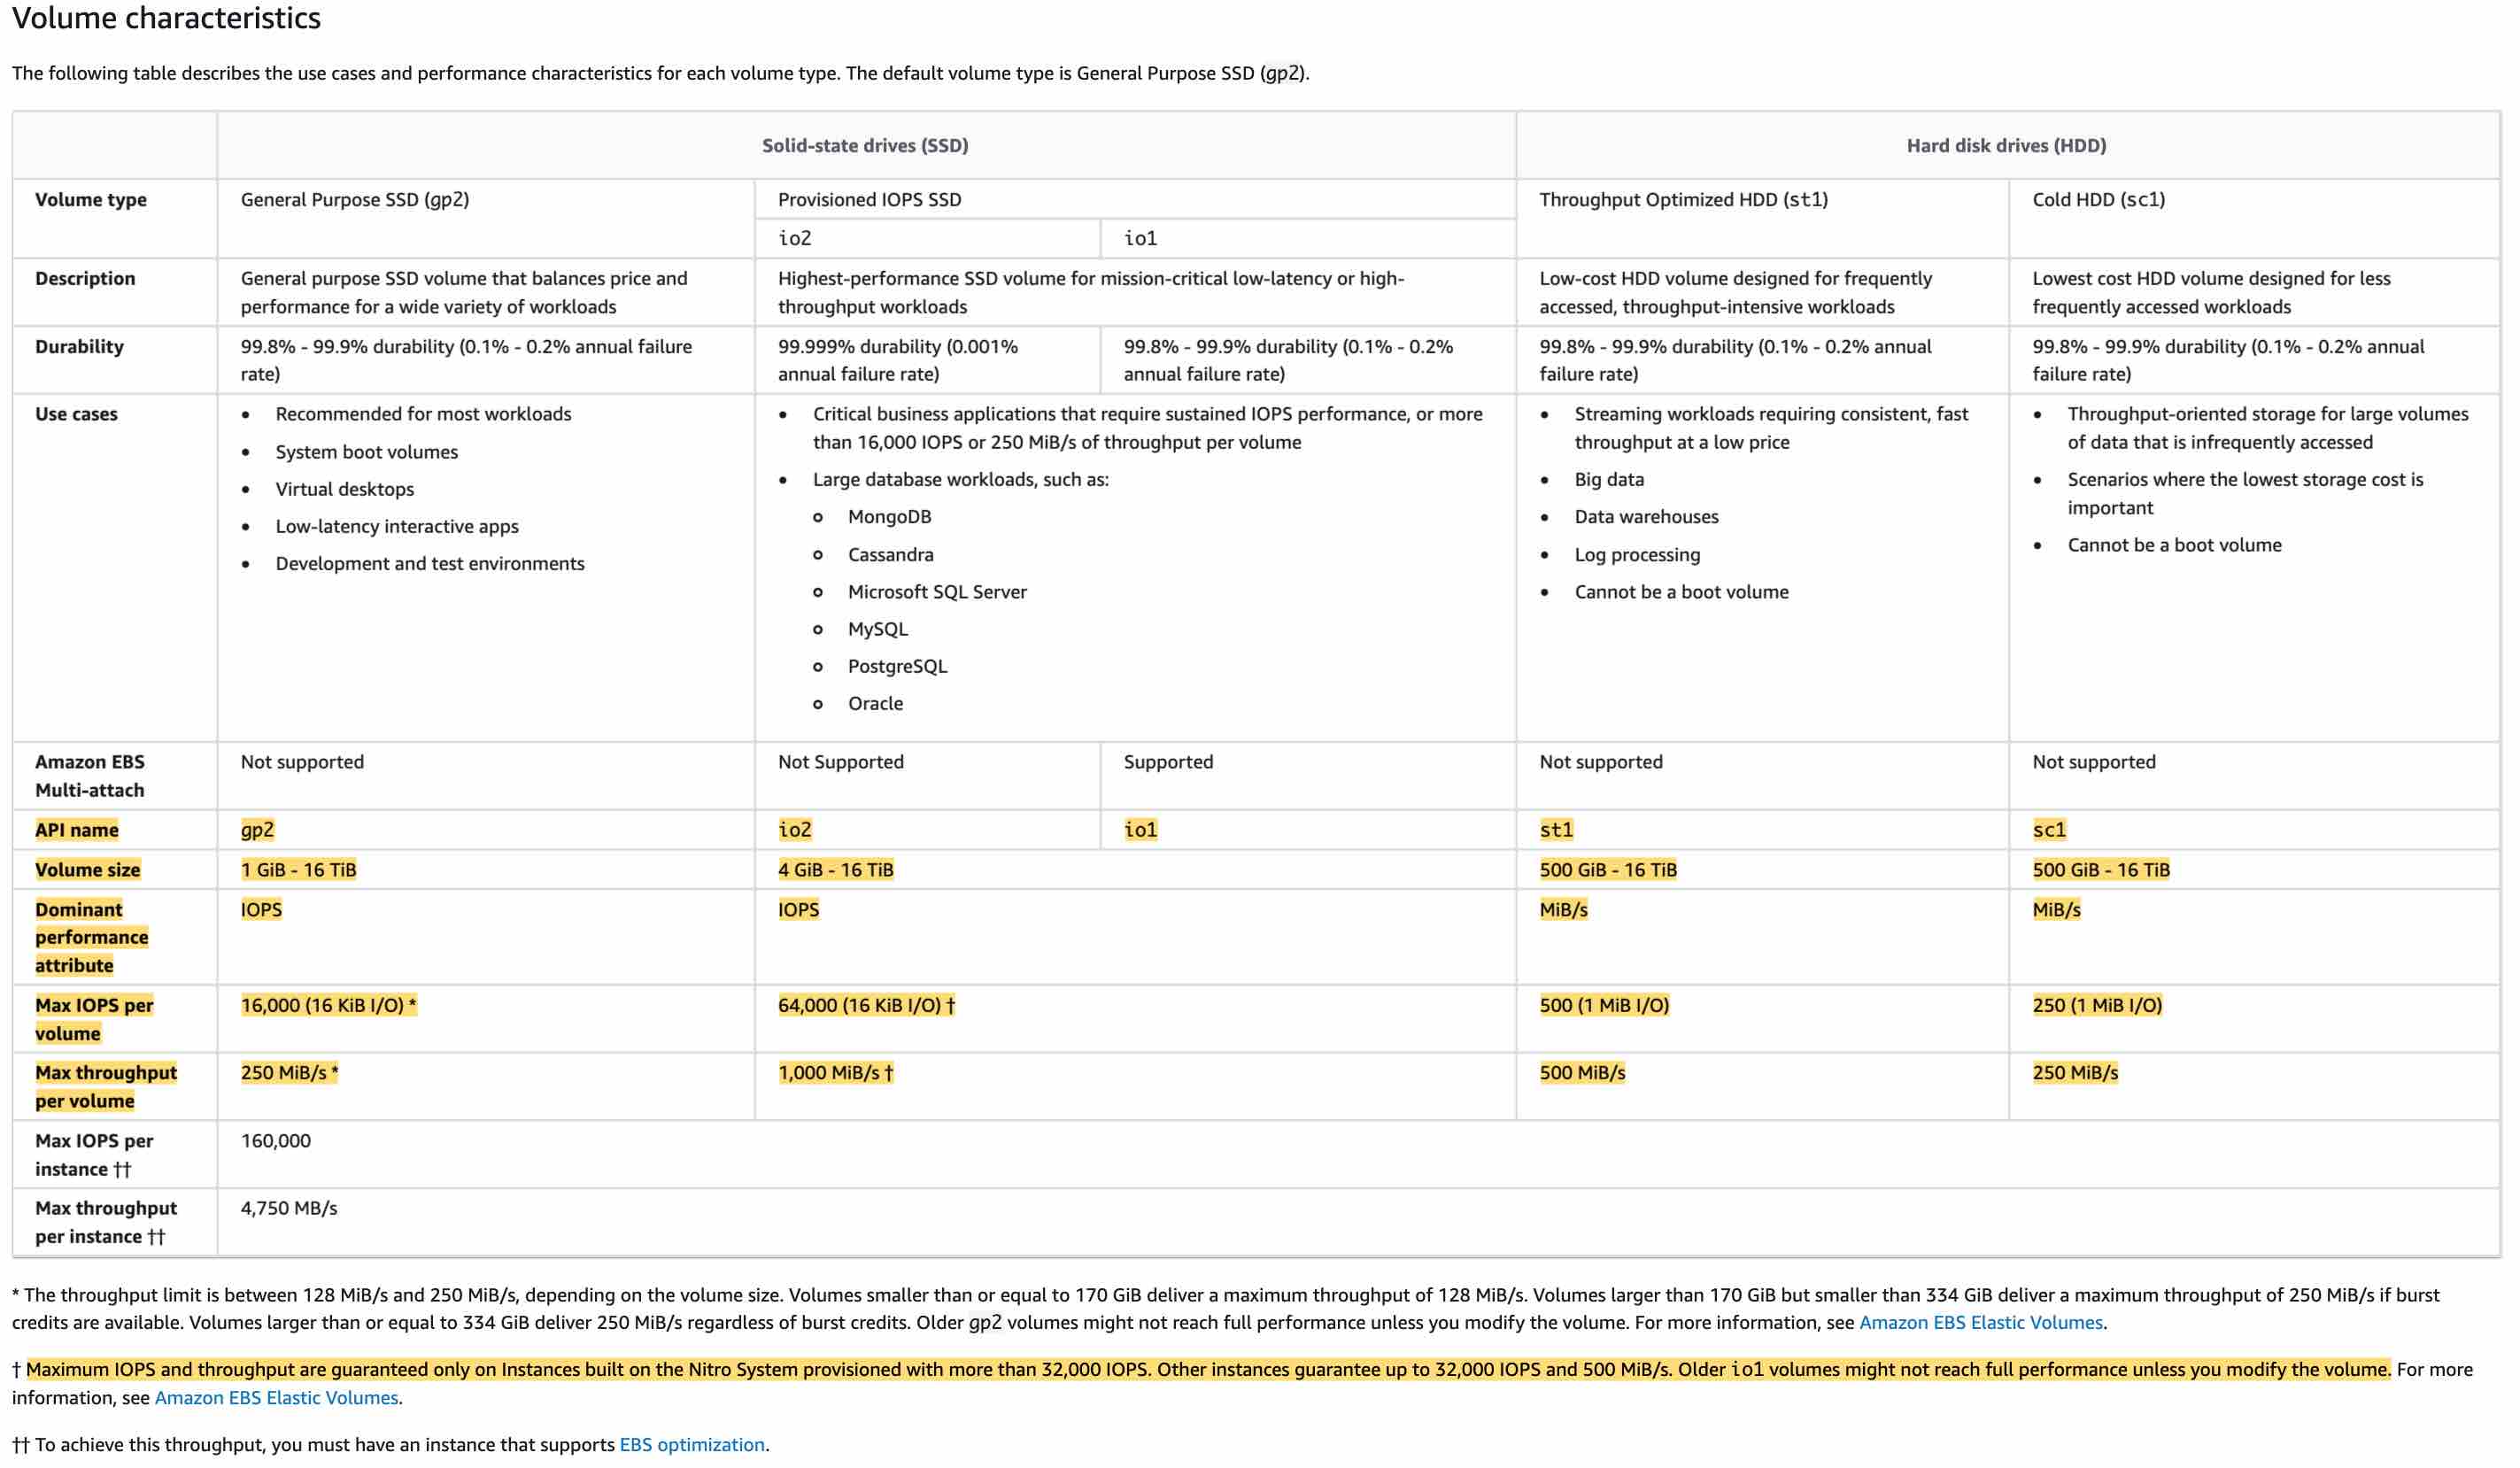 Volume characteristics
The following table describes the use cases and performance characteristics for each volume type. The default volume type is General Purpose SSD (gp2).
Solid-state drives (SSD)
Hard disk drives (HDD)
Volume type
General Purpose SSD (gp2)
Provisioned IOPS SSD
Throughput Optimized HDD (st1)
Cold HDD (sc1)
io2
io1
Description
General purpose SSD volume that balances price and
performance for a wide variety of workloads
Highest-performance SSD volume for mission-critical low-latency or high-
throughput workloads
Low-cost HDD volume designed for frequently
accessed, throughput-intensive workloads
Lowest cost HDD volume designed for less
frequently accessed workloads
Durability
99.8% - 99.9% durability (0.1% - 0.2% annual failure
rate)
99.999% durability (0.001%
annual failure rate)
99.8% - 99.9% durability (0.1% - 0.2%
annual failure rate)
99.8% - 99.9% durability (0.1% - 0.2% annual
failure rate)
99.8% - 99.9% durability (0.1% - 0.2% annual
failure rate)
Use cases
• Recommended for most workloads
• System boot volumes
• Virtual desktops
• Low-latency interactive apps
• Development and test environments
• Critical business applications that require sustained IOPS performance, or more
than 16,000 IOPS or 250 MiB/s of throughput per volume
• Large database workloads, such as:
MongoDB
Cassandra
Microsoft SQL Server
MySQL
PostgreSQL
Oracle
• Streaming workloads requiring consistent, fast
throughput at a low price
• Big data
• Data warehouses
• Log processing
• Cannot be a boot volume
• Throughput-oriented storage for large volumes
of data that is infrequently accessed
• Scenarios where the lowest storage cost is
important
• Cannot be a boot volume
Amazon EBS
Multi-attach
Not supported
Not Supported
Supported
Not supported
Not supported
API name
gp2
io2
io1
st1
sc1
Volume size
1 GiB - 16 TiB
4 GiB - 16 TiB
500 GiB - 16 TiB
500 GiB - 16 TiB
Dominant
performance
attribute
IOPS
IOPS
MiB/s
MiB/s
Max IOPS per
volume
16,000 (16 KiB I/O) *
64,000 (16 KiB I/O) †
500 (1 MiB I/O)
250 (1 MiB I/O)
Max throughput
per volume
250 MiB/s *
1,000 MiB/s †
500 MiB/s
250 MiB/s
Max IOPS per
instance ††
160,000
Max throughput
per instance ††
4,750 MB/s
* The throughput limit is between 128 MiB/s and 250 MiB/s, depending on the volume size. Volumes smaller than or equal to 170 GiB deliver a maximum throughput of 128 MiB/s. Volumes larger than 170 GiB but smaller than 334 GiB deliver a maximum throughput of 250 MiB/s if burst
credits are available. Volumes larger than or equal to 334 GiB deliver 250 MiB/s regardless of burst credits. Older gp2 volumes might not reach full performance unless you modify the volume. For more information, see Amazon EBS Elastic Volumes.
† Maximum IOPS and throughput are guaranteed only on Instances built on the Nitro System provisioned with more than 32,000 IOPS. Other instances guarantee up to 32,000 IOPS and 500 MiB/s. Older io1 volumes might not reach full performance unless you modify the volume. For more
information, see Amazon EBS Elastic Volumes.
†† To achieve this throughput, you must have an instance that supports EBS optimization.